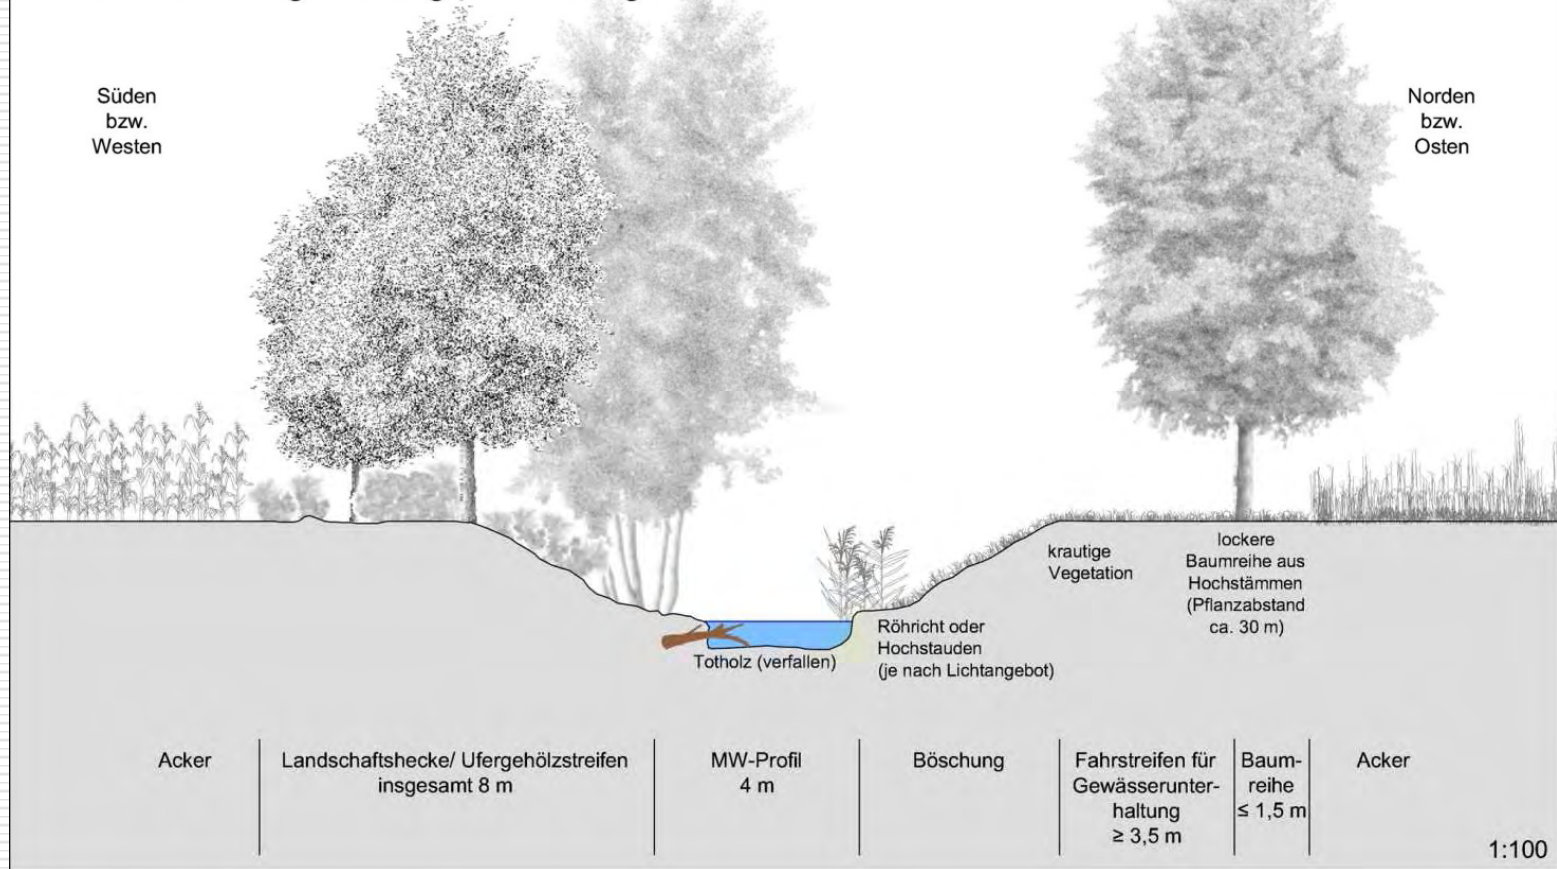 Süden
bzw.
Westen
Norden
bzw.
Osten
krautige
Vegetation
lockere
Baumreihe aus
Hochstämmen
(Pflanzabstand
ca. 30 m)
Röhricht oder
Hochstauden
(je nach Lichtangebot)
Totholz (verfallen)
Acker
Landschaftshecke/ Ufergehölzstreifen
insgesamt 8 m
MW-Profil
4 m
Böschung
Fahrstreifen für
Gewässerunter-
haltung
≥ 3,5 m
Baum-
reihe
≤ 1,5 m
Acker
1:100